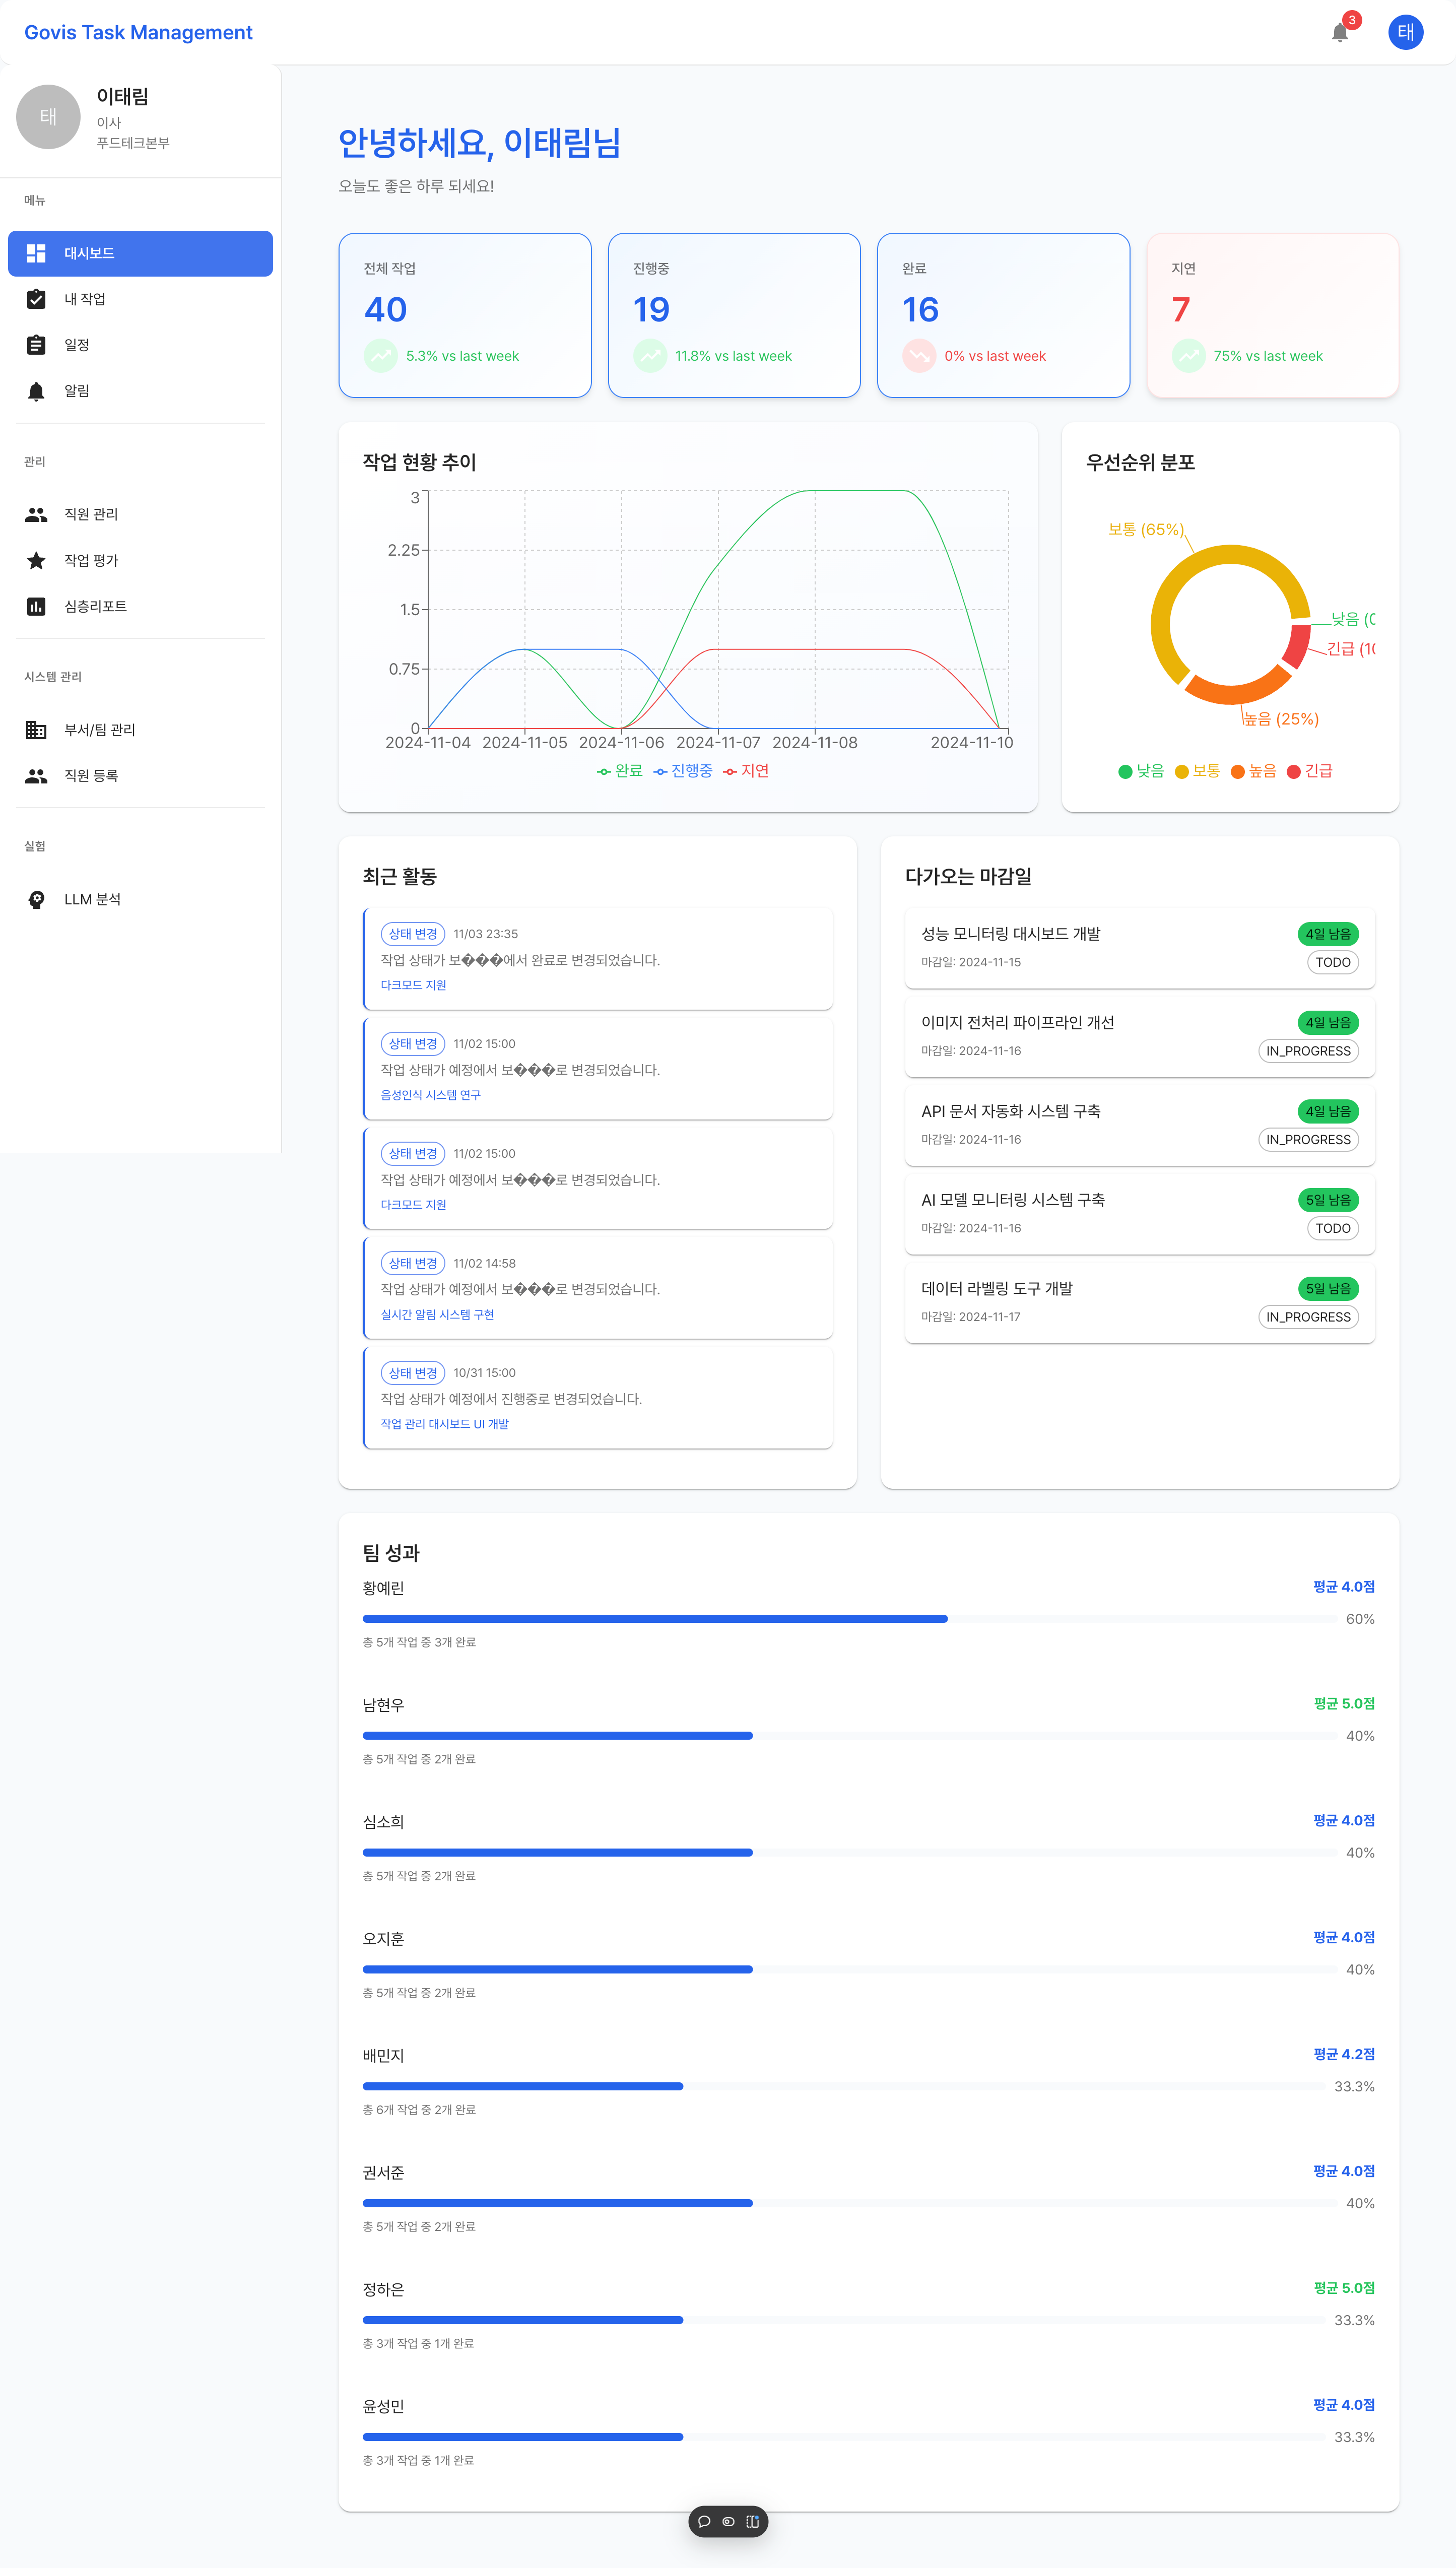 Govis Task Management
3
태
태
이태림
이사
푸드테크본부
메뉴
대시보드
내 작업
일정
알림
관리
직원 관리
작업 평가
심층리포트
시스템 관리
부서/팀 관리
직원 등록
실험
LLM 분석
안녕하세요, 이태림님
오늘도 좋은 하루 되세요!
전체 작업
40
5.3% vs last week
진행중
19
11.8% vs last week
완료
16
0% vs last week
지연
7
75% vs last week
작업 현황 추이
3
2.25
1.5
0.75
0
2024-11-04 2024-11-05 2024-11-06 2024-11-07 2024-11-08 2024-11-10
완료 진행중 지연
우선순위 분포
보통 (65%)
낮음 (0
긴급 (10
높음 (25%)
낮음 보통 높음 긴급
최근 활동
상태 변경 11/03 23:35
작업 상태가 보���에서 완료로 변경되었습니다.
다크모드 지원
상태 변경 11/02 15:00
작업 상태가 예정에서 보���로 변경되었습니다.
음성인식 시스템 연구
상태 변경 11/02 15:00
작업 상태가 예정에서 보���로 변경되었습니다.
다크모드 지원
상태 변경 11/02 14:58
작업 상태가 예정에서 보���로 변경되었습니다.
실시간 알림 시스템 구현
상태 변경 10/31 15:00
작업 상태가 예정에서 진행중로 변경되었습니다.
작업 관리 대시보드 UI 개발
다가오는 마감일
성능 모니터링 대시보드 개발 4일 남음
마감일: 2024-11-15 TODO
이미지 전처리 파이프라인 개선 4일 남음
마감일: 2024-11-16 IN_PROGRESS
API 문서 자동화 시스템 구축 4일 남음
마감일: 2024-11-16 IN_PROGRESS
AI 모델 모니터링 시스템 구축 5일 남음
마감일: 2024-11-16 TODO
데이터 라벨링 도구 개발 5일 남음
마감일: 2024-11-17 IN_PROGRESS
팀 성과
황예린 평균 4.0점
60%
총 5개 작업 중 3개 완료
남현우 평균 5.0점
40%
총 5개 작업 중 2개 완료
심소희 평균 4.0점
40%
총 5개 작업 중 2개 완료
오지훈 평균 4.0점
40%
총 5개 작업 중 2개 완료
배민지 평균 4.2점
33.3%
총 6개 작업 중 2개 완료
권서준 평균 4.0점
40%
총 5개 작업 중 2개 완료
정하은 평균 5.0점
33.3%
총 3개 작업 중 1개 완료
윤성민 평균 4.0점
33.3%
총 3개 작업 중 1개 완료